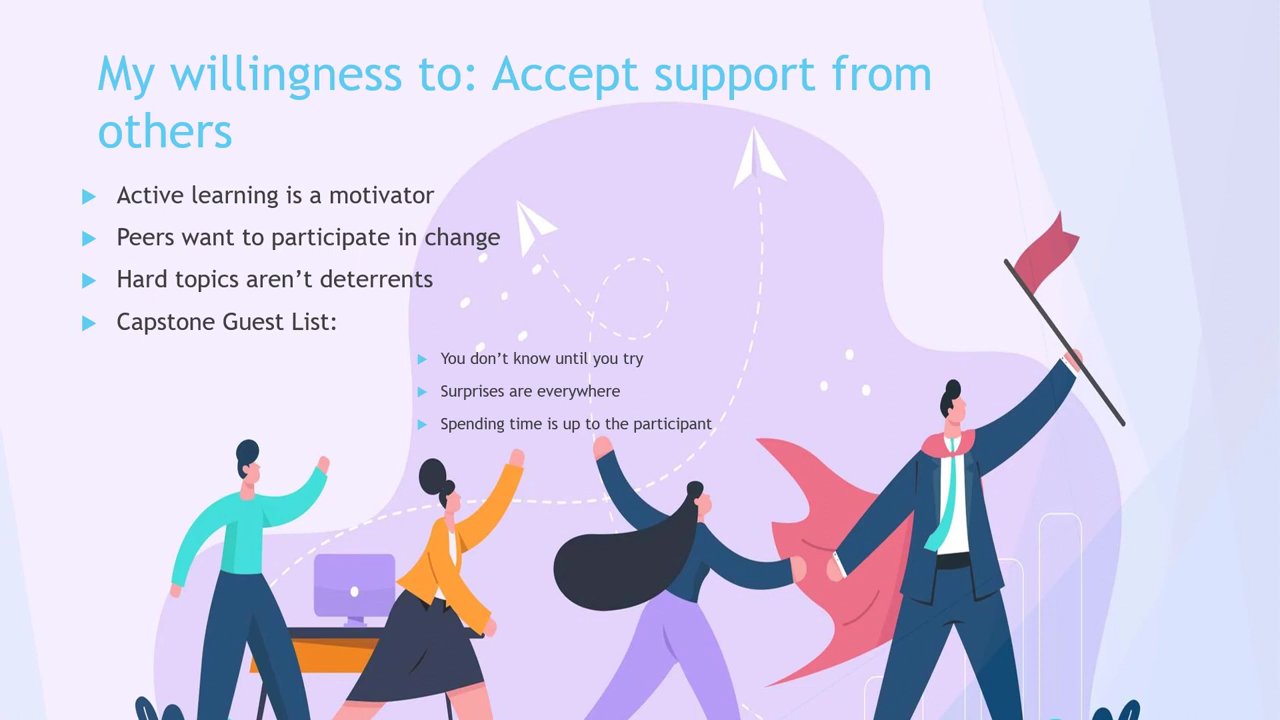 My willingness to: Accept support from
others
Active learning is a motivator
Peers want to participate in change
Hard topics aren’t deterrents
Capstone Guest List:
You don’t know until you try
Surprises are everywhere
Spending time is up to the participant